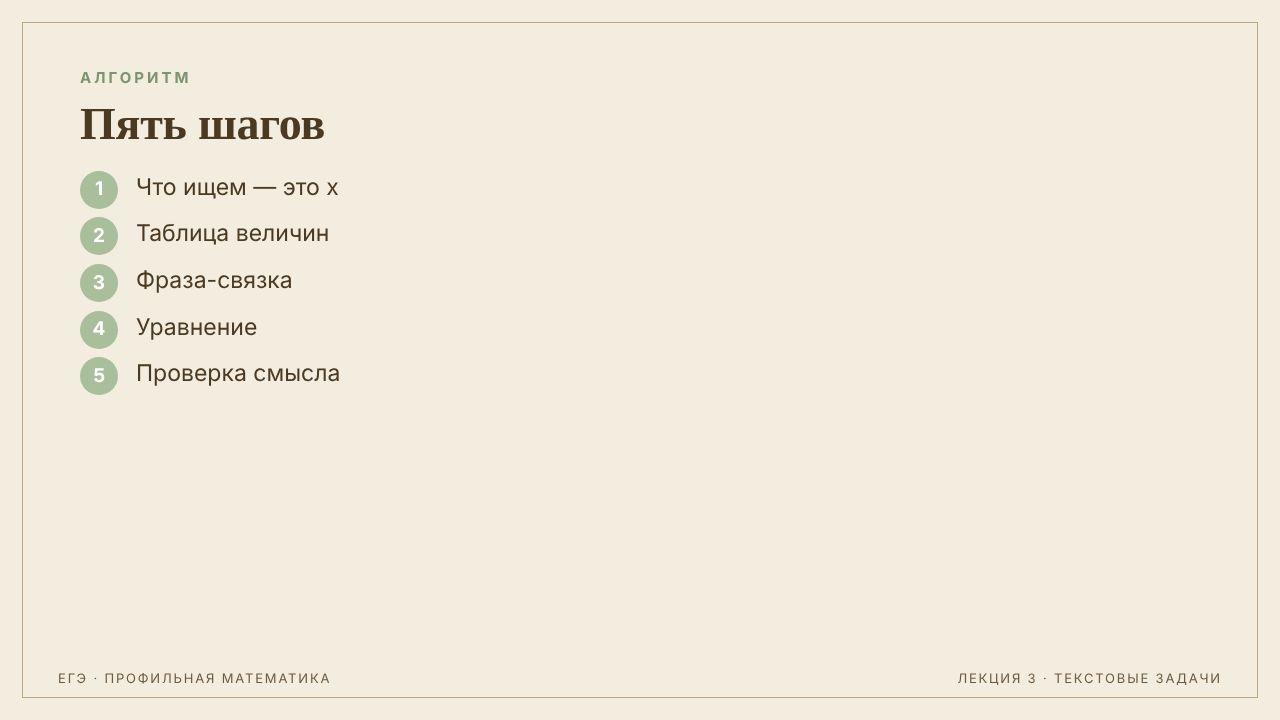 АЛГОРИТМ
Пять шагов
1 Что ищем — это x
2 Таблица величин
3 Фраза-связка
4 Уравнение
5 Проверка смысла
ЕГЭ · ПРОФИЛЬНАЯ МАТЕМАТИКА
ЛЕКЦИЯ 3 · ТЕКСТОВЫЕ ЗАДАЧИ